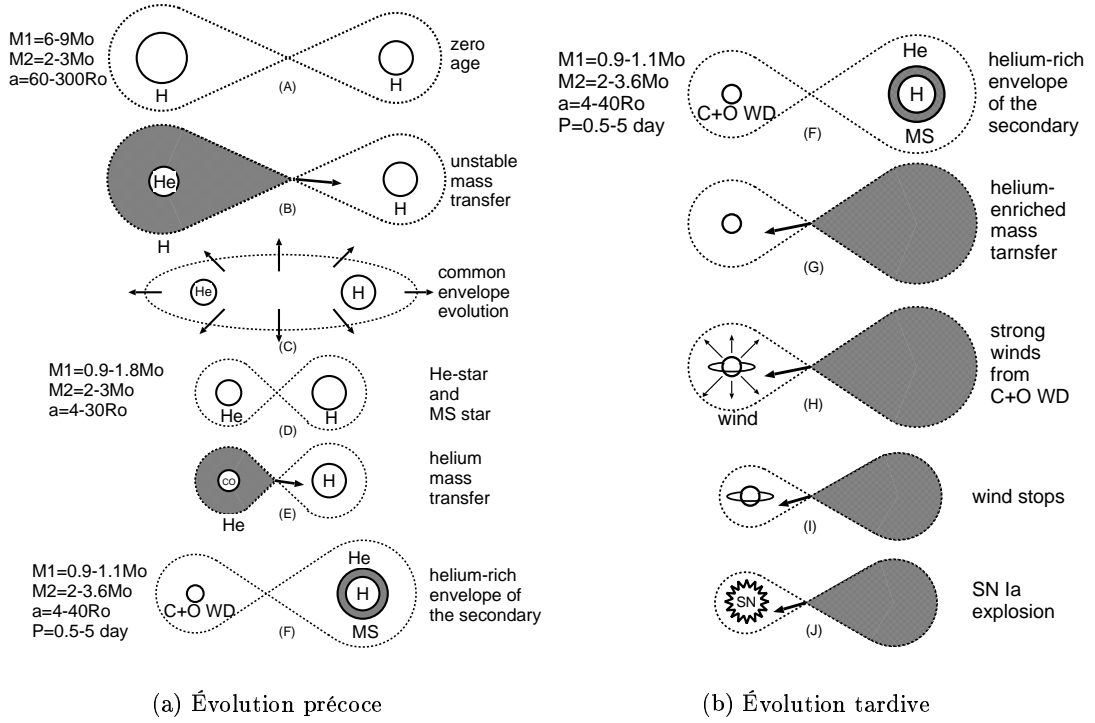 M1=6-9Mo
M2=2-3Mo
a=60-300Ro
H
H
(A)
zero
age
He
H
H
(B)
unstable
mass
transfer
He
H
(C)
common
envelope
evolution
M1=0.9-1.8Mo
M2=2-3Mo
a=4-30Ro
He
H
(D)
He-star
and
MS star
CO
He
H
(E)
helium
mass
transfer
M1=0.9-1.1Mo
M2=2-3.6Mo
a=4-40Ro
P=0.5-5 day
C+O WD
He
H
MS
(F)
helium-rich
envelope of
the secondary
(a) Évolution précoce
M1=0.9-1.1Mo
M2=2-3.6Mo
a=4-40Ro
P=0.5-5 day
C+O WD
He
H
MS
(F)
helium-rich
envelope
of the
secondary
(G)
helium-
enriched
mass
tarnsfer
wind
(H)
strong
winds
from
C+O WD
(I)
wind stops
SN
(J)
SN Ia
explosion
(b) Évolution tardive